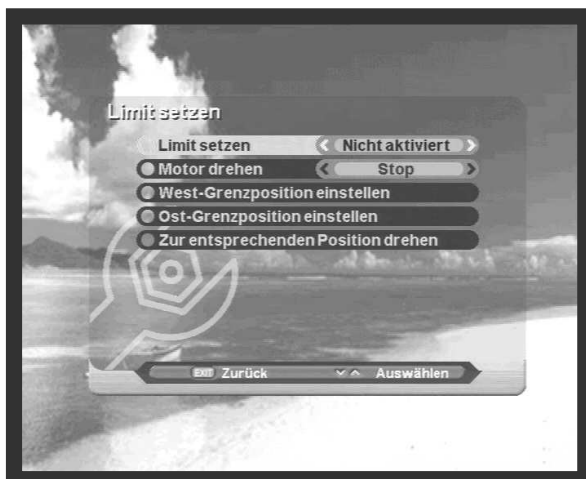 Limit setzen
Limit setzen Nicht aktiviert
Motor drehen Stop
West-Grenzposition einstellen
Ost-Grenzposition einstellen
Zur entsprechenden Position drehen
EXIT Zurück Auswählen